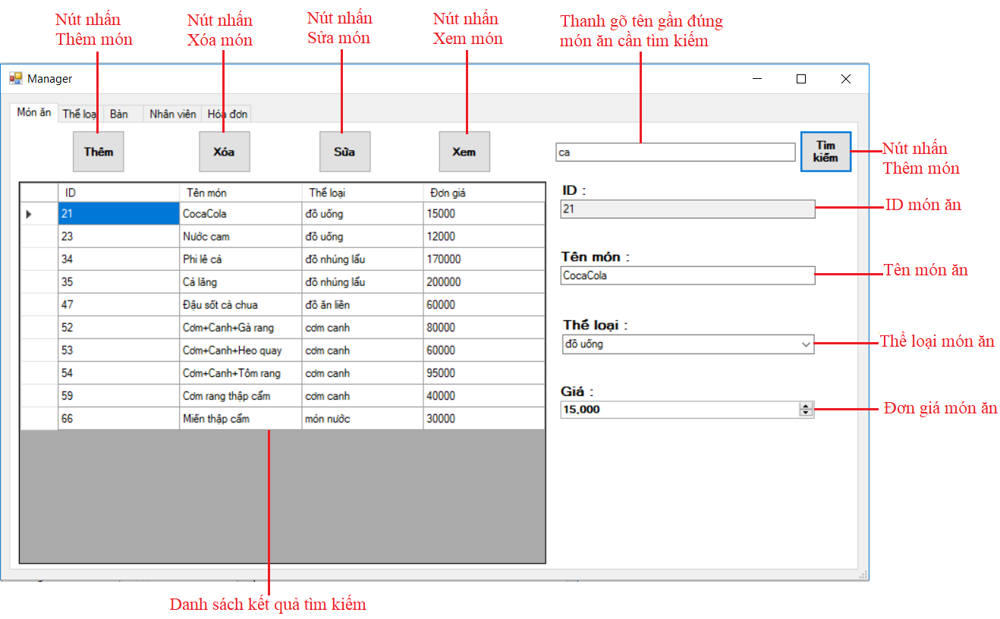 Nút nhấn
Thêm món
Nút nhấn
Xóa món
Nút nhấn
Sửa món
Nút nhấn
Xem món
Thanh gõ tên gần đúng
món ăn cần tìm kiếm
Manager
Món ăn
Thể loại
Bàn
Nhân viên
Hóa đơn
Thêm
Xóa
Sửa
Xem
ca
Tìm
kiếm
Nút nhấn
Thêm món
ID Tên món Thể loại Đơn giá
21 CocaCola đồ uống 15000
23 Nước cam đồ uống 12000
34 Phi lê cá đồ nhúng lẩu 170000
35 Cá lăng đồ nhúng lẩu 200000
47 Đậu sốt cà chua đồ ăn liền 60000
52 Cơm+Canh+Gà rang cơm canh 80000
53 Cơm+Canh+Heo quay cơm canh 60000
54 Cơm+Canh+Tôm rang cơm canh 95000
59 Cơm rang thập cẩm cơm canh 40000
66 Miến thập cẩm món nước 30000
ID :
21
ID món ăn
Tên món :
CocaCola
Tên món ăn
Thể loại :
đồ uống
Thể loại món ăn
Giá :
15,000
Đơn giá món ăn
Danh sách kết quả tìm kiếm